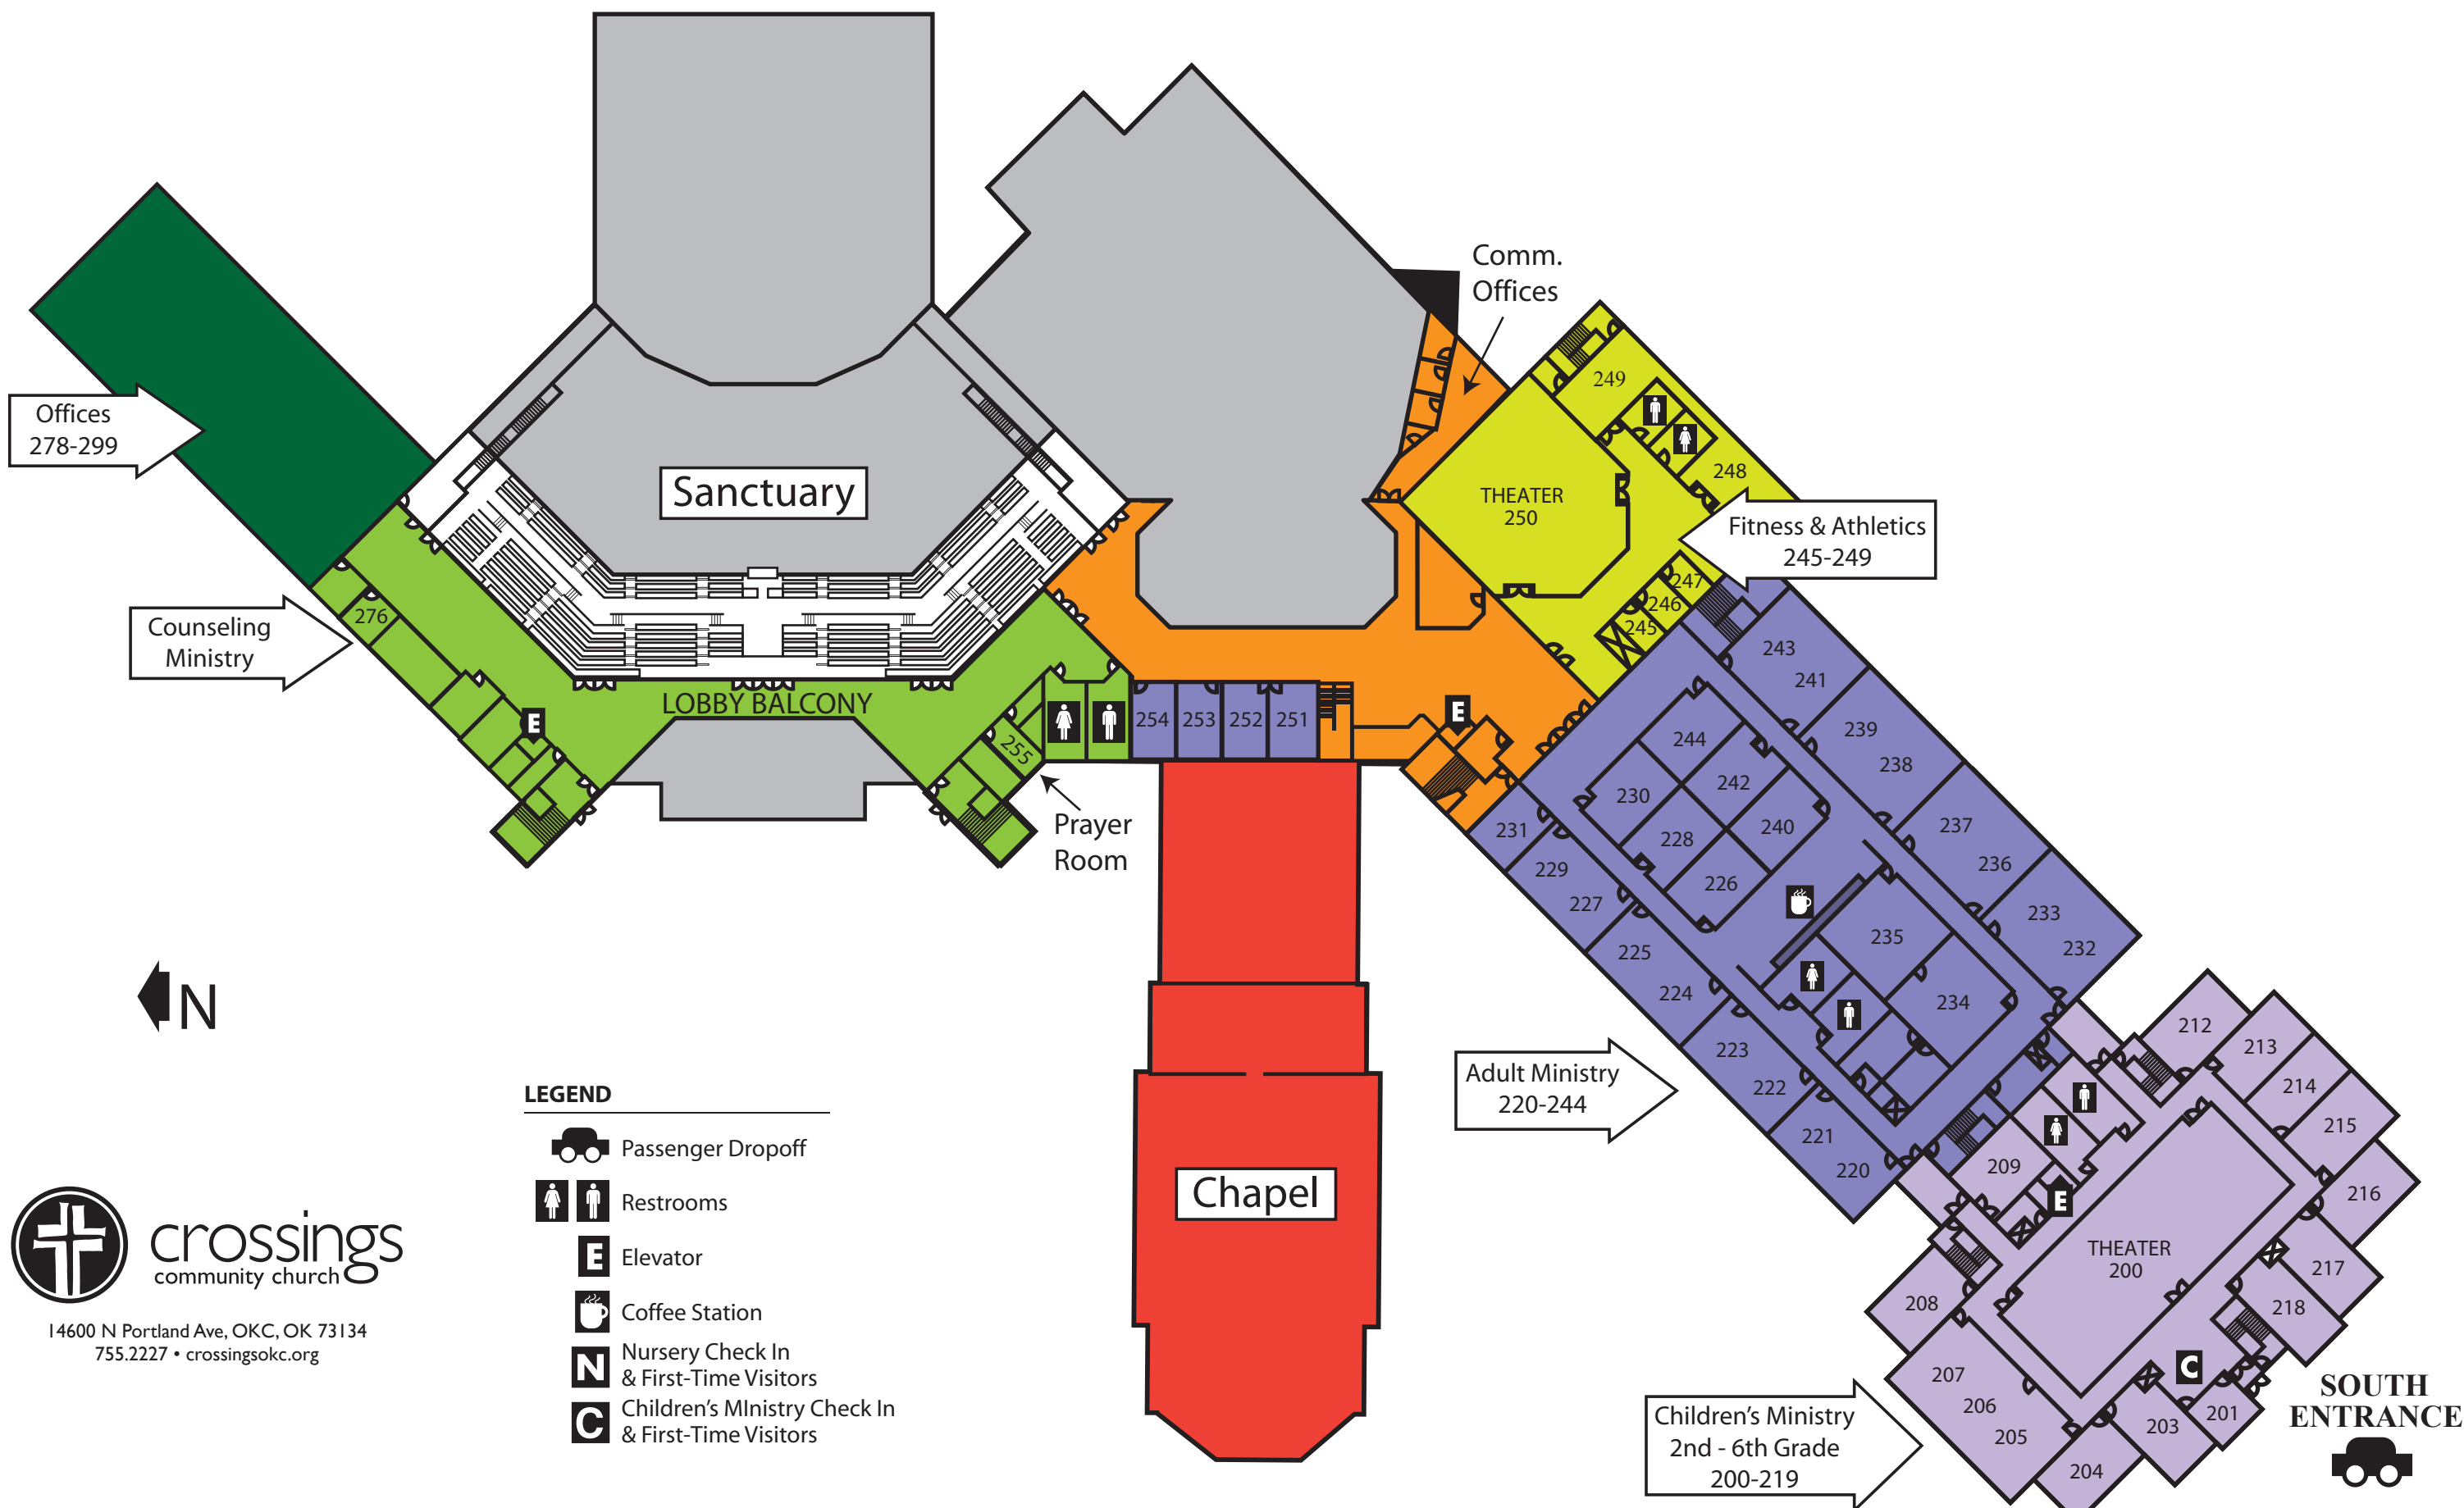 Comm.
Offices
Offices
278-299
Sanctuary
249
248
THEATER
250
Fitness & Athletics
245-249
247
246
245
Counseling
Ministry
276
LOBBY BALCONY
E
255
254
253
252
251
E
Prayer
Room
243
241
239
238
237
236
233
232
244
242
240
230
228
226
231
229
227
225
224
223
222
221
220
235
234
N
Adult Ministry
220-244
212
213
214
215
216
217
218
209
E
THEATER
200
208
207
206
205
204
203
201
C
Chapel
LEGEND
Passenger Dropoff
Restrooms
E Elevator
Coffee Station
N Nursery Check In
& First-Time Visitors
C Children's MInistry Check In
& First-Time Visitors
crossings
community church
14600 N Portland Ave, OKC, OK 73134
755.2227 • crossingsokc.org
Children's Ministry
2nd - 6th Grade
200-219
SOUTH
ENTRANCE